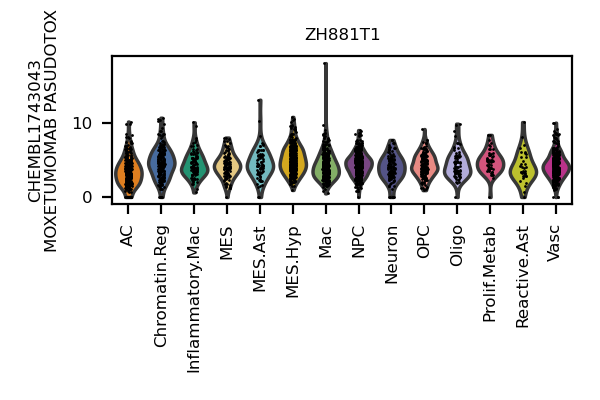 ZH881T1
CHEMBL1743043
MOXETUMOMAB PASUDOTOX
10
0
AC
Chromatin.Reg
Inflammatory.Mac
MES
MES.Ast
MES.Hyp
Mac
NPC
Neuron
OPC
Oligo
Prolif.Metab
Reactive.Ast
Vasc